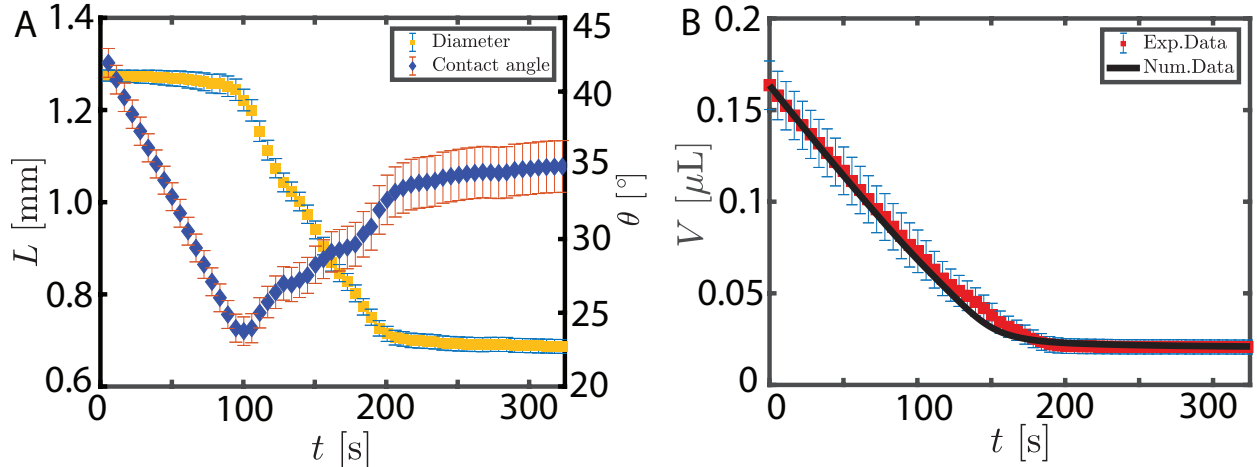 A
1.4
1.2
1.0
0.8
0.6
L [mm]
Diameter
Contact angle
45
40
35
30
25
20
θ [°]
0
100
200
300
t [s]
B
0.2
0.15
0.1
0.05
0
V [μL]
Exp.Data
Num.Data
0
100
200
300
t [s]